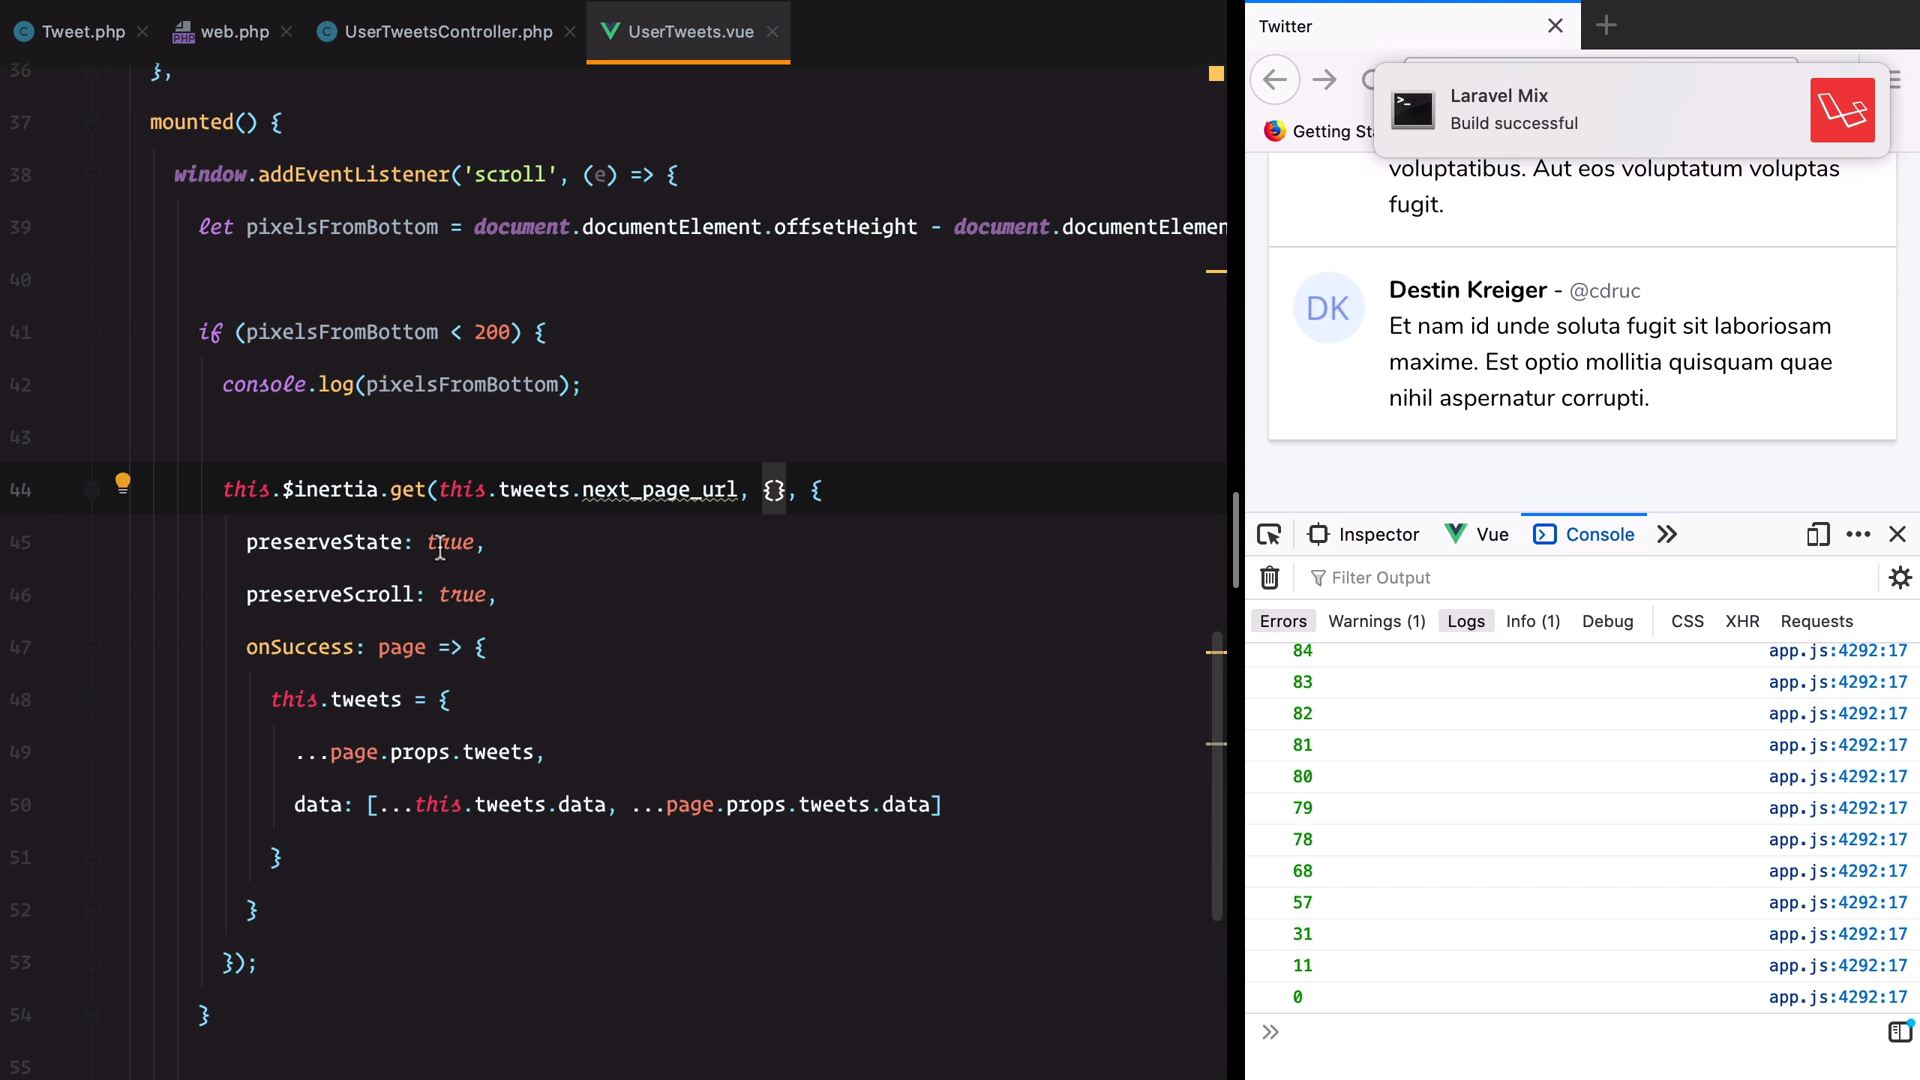 Tweet.php
web.php
UserTweetsController.php
UserTweets.vue
36 },
37 mounted() {
38 window.addEventListener('scroll', (e) => {
39 let pixelsFromBottom = document.documentElement.offsetHeight - document.documentElemen
40
41 if (pixelsFromBottom < 200) {
42 console.log(pixelsFromBottom);
43
44 this.$inertia.get(this.tweets.next_page_url, {}, {
45 preserveState: true,
46 preserveScroll: true,
47 onSuccess: page => {
48 this.tweets = {
49 ...page.props.tweets,
50 data: [...this.tweets.data, ...page.props.tweets.data]
51 }
52 }
53 });
54 }
55
Twitter
Laravel Mix
Build successful
Getting Sta
voluptatibus. Aut eos voluptatum voluptas
fugit.
DK
Destin Kreiger - @cdruc
Et nam id unde soluta fugit sit laboriosam
maxime. Est optio mollitia quisquam quae
nihil aspernatur corrupti.
Inspector Vue Console
Filter Output
Errors Warnings (1) Logs Info (1) Debug CSS XHR Requests
84 app.js:4292:17
83 app.js:4292:17
82 app.js:4292:17
81 app.js:4292:17
80 app.js:4292:17
79 app.js:4292:17
78 app.js:4292:17
68 app.js:4292:17
57 app.js:4292:17
31 app.js:4292:17
11 app.js:4292:17
0 app.js:4292:17